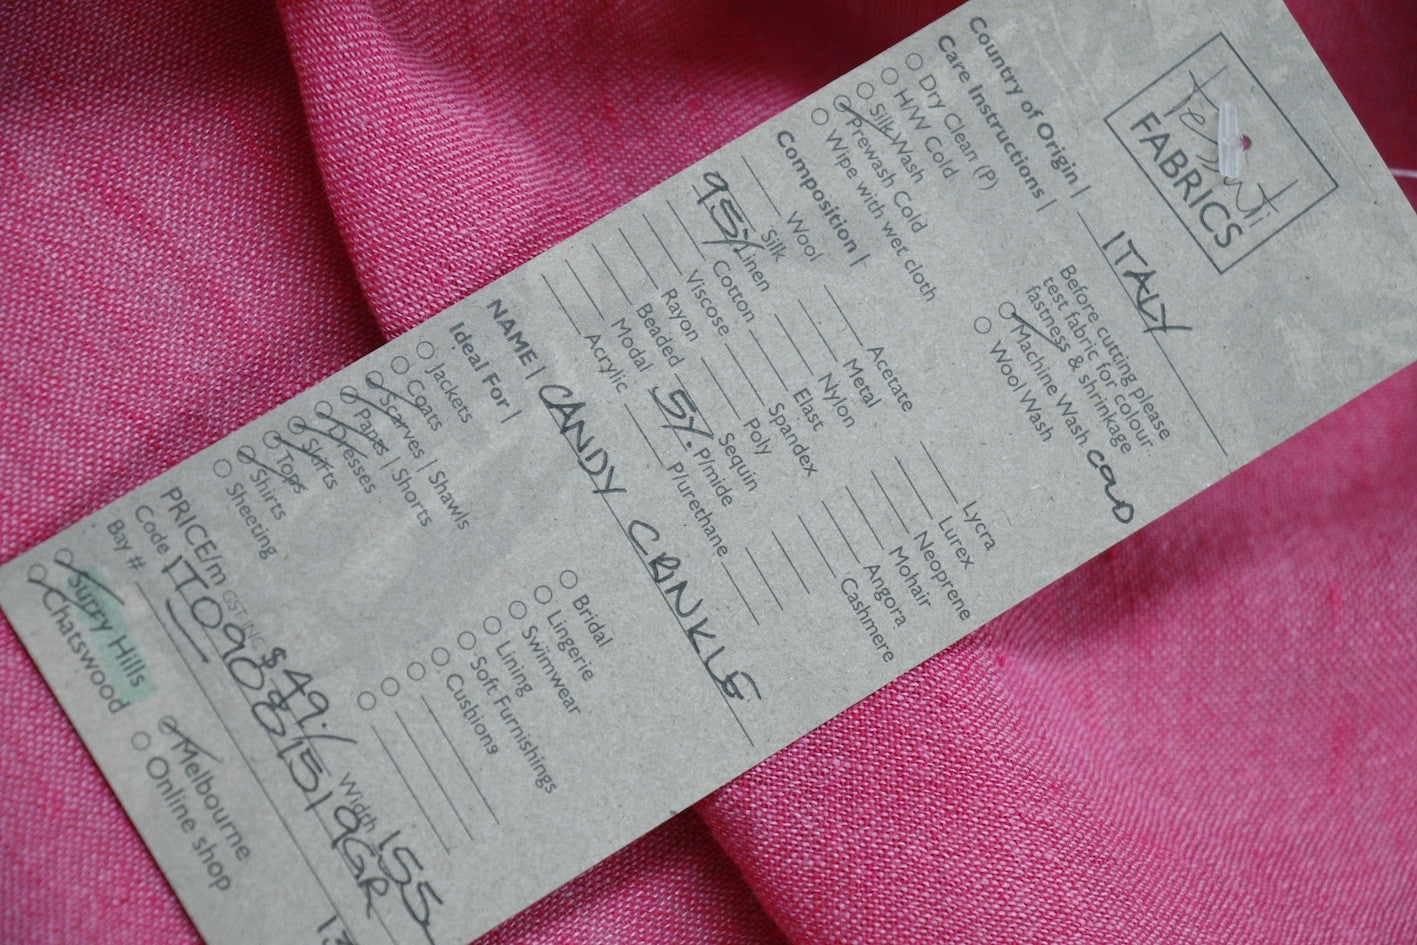 Tessuti
FABRICS
Country of Origin | ITALY
Care Instructions |
Dry Clean (P)
H/W Cold
Silk Wash
Prewash Cold
Wipe with wet cloth
Before cutting please
test fabric for colour
fastness & shrinkage
Machine Wash COLD
Wool Wash
Composition |
Wool
Silk
95% Linen
Cotton
Viscose
Rayon
Beaded
Modal
Acrylic
Acetate
Metal
Nylon
Elast
Spandex
Poly
Sequin
5% P/mide
P/urethane
Lycra
Lurex
Neoprene
Mohair
Angora
Cashmere
NAME | CANDY CRINKLE
Ideal For |
Jackets
Coats
Scarves | Shawls
Pants | Shorts
Dresses
Skirts
Tops
Shirts
Sheeting
Bridal
Lingerie
Swimwear
Lining
Soft Furnishings
Cushions
PRICE/m GST INC $49./ Width 155
Code
Bay #
Surry Hills
Chatswood
Melbourne
Online shop